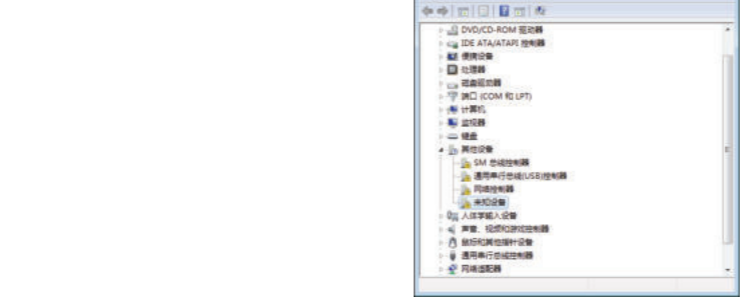 DVD/CD-ROM 驱动器
IDE ATA/ATAPI 控制器
便携设备
处理器
磁盘驱动器
端口 (COM 和 LPT)
计算机
监视器
键盘
其他设备
SM 总线控制器
通用串行总线(USB)控制器
网络控制器
未知设备
人体学输入设备
声音、视频和游戏控制器
鼠标和其他指针设备
通用串行总线控制器
网络适配器